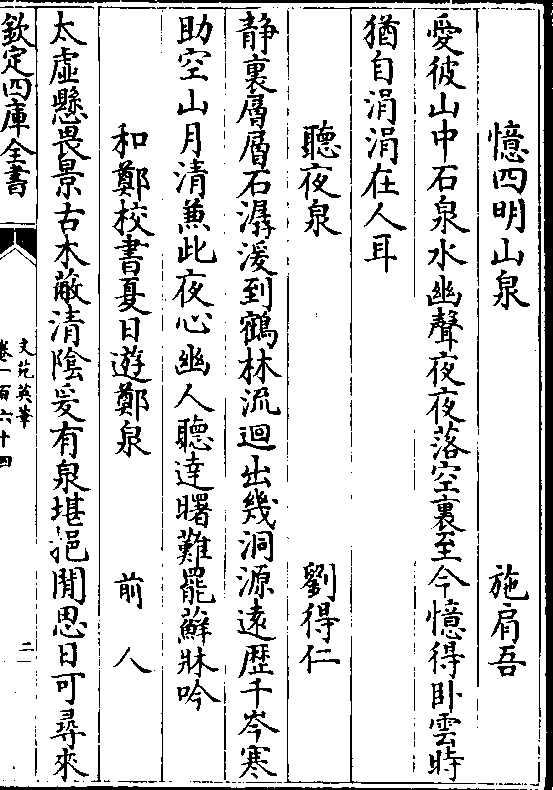 憶四明山泉　施肩吾
愛彼山中石泉水幽聲夜夜落空裏至今憶得卧雲時
猶自涓涓在人耳
聽夜泉　劉得仁
静裏層層石潺湲到鶴林流迴出幾洞源遠歷千岑寒
助空山月清兼此夜心幽人聽達曙難罷蘚牀吟
和鄭校書夏日遊鄭泉　前人
太虛懸畏景古木蔽清陰爰有泉堪挹閒思日可尋來
欽定四庫全書
文苑英華
卷一百六十四
二